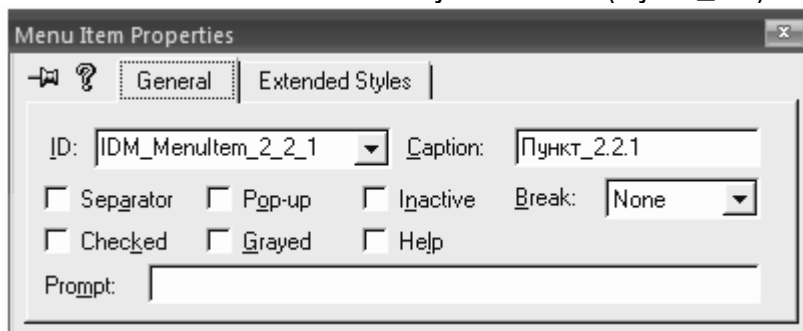 Menu Item Properties
General Extended Styles
ID: IDM_MenuItem_2_2_1 Caption: Пункт_2.2.1
Separator Pop-up Inactive Break: None
Checked Grayed Help
Prompt: